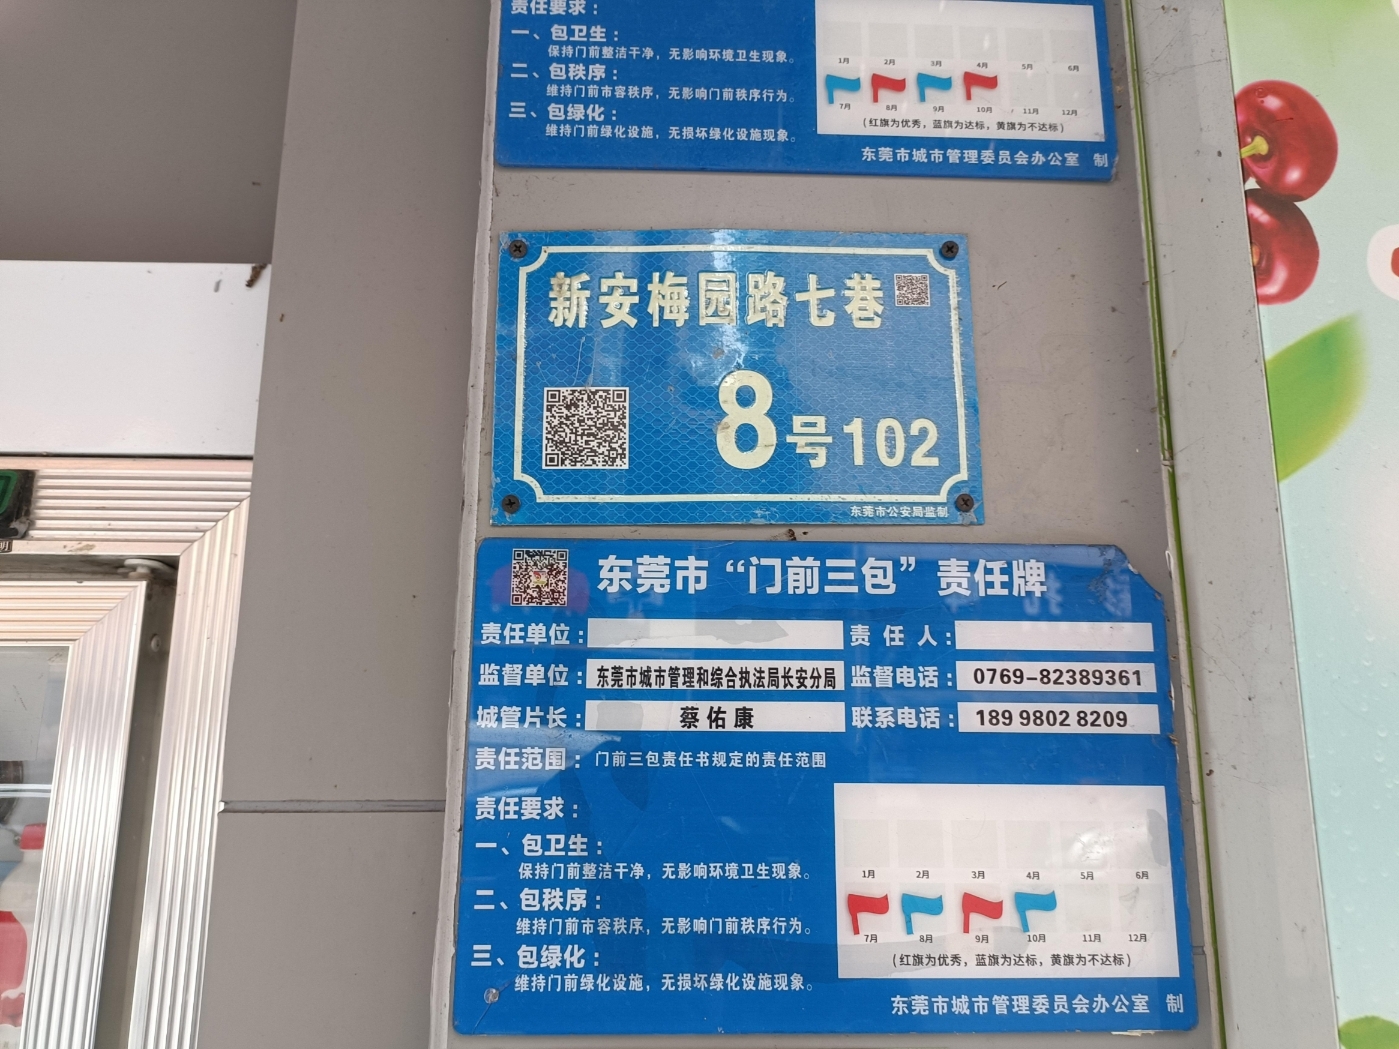 责任要求：
一、包卫生：
保持门前整洁干净，无影响环境卫生现象。
二、包秩序：
维持门前市容秩序，无影响门前秩序行为。
三、包绿化：
维持门前绿化设施，无损坏绿化设施现象。
1月 2月 3月 4月 5月 6月
7月 8月 9月 10月 11月 12月
（红旗为优秀，蓝旗为达标，黄旗为不达标）
东莞市城市管理委员会办公室 制
新安梅园路七巷
8号102
东莞市公安局监制
东莞市“门前三包”责任牌
责任单位： 责任人：
监督单位：东莞市城市管理和综合执法局长安分局 监督电话：0769-82389361
城管片长：蔡佑康 联系电话：189 9802 8209
责任范围：门前三包责任书规定的责任范围
责任要求：
一、包卫生：
保持门前整洁干净，无影响环境卫生现象。
二、包秩序：
维持门前市容秩序，无影响门前秩序行为。
三、包绿化：
维持门前绿化设施，无损坏绿化设施现象。
1月 2月 3月 4月 5月 6月
7月 8月 9月 10月 11月 12月
（红旗为优秀，蓝旗为达标，黄旗为不达标）
东莞市城市管理委员会办公室 制